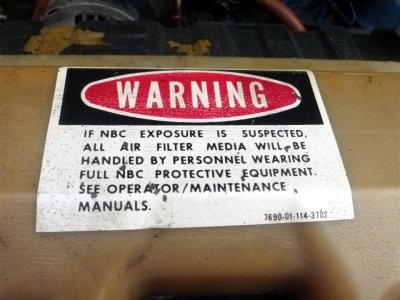 WARNING
IF NBC EXPOSURE IS SUSPECTED,
ALL AIR FILTER MEDIA WILL BE
HANDLED BY PERSONNEL WEARING
FULL NBC PROTECTIVE EQUIPMENT.
SEE OPERATOR/MAINTENANCE
MANUALS.
7690-01-114-3702